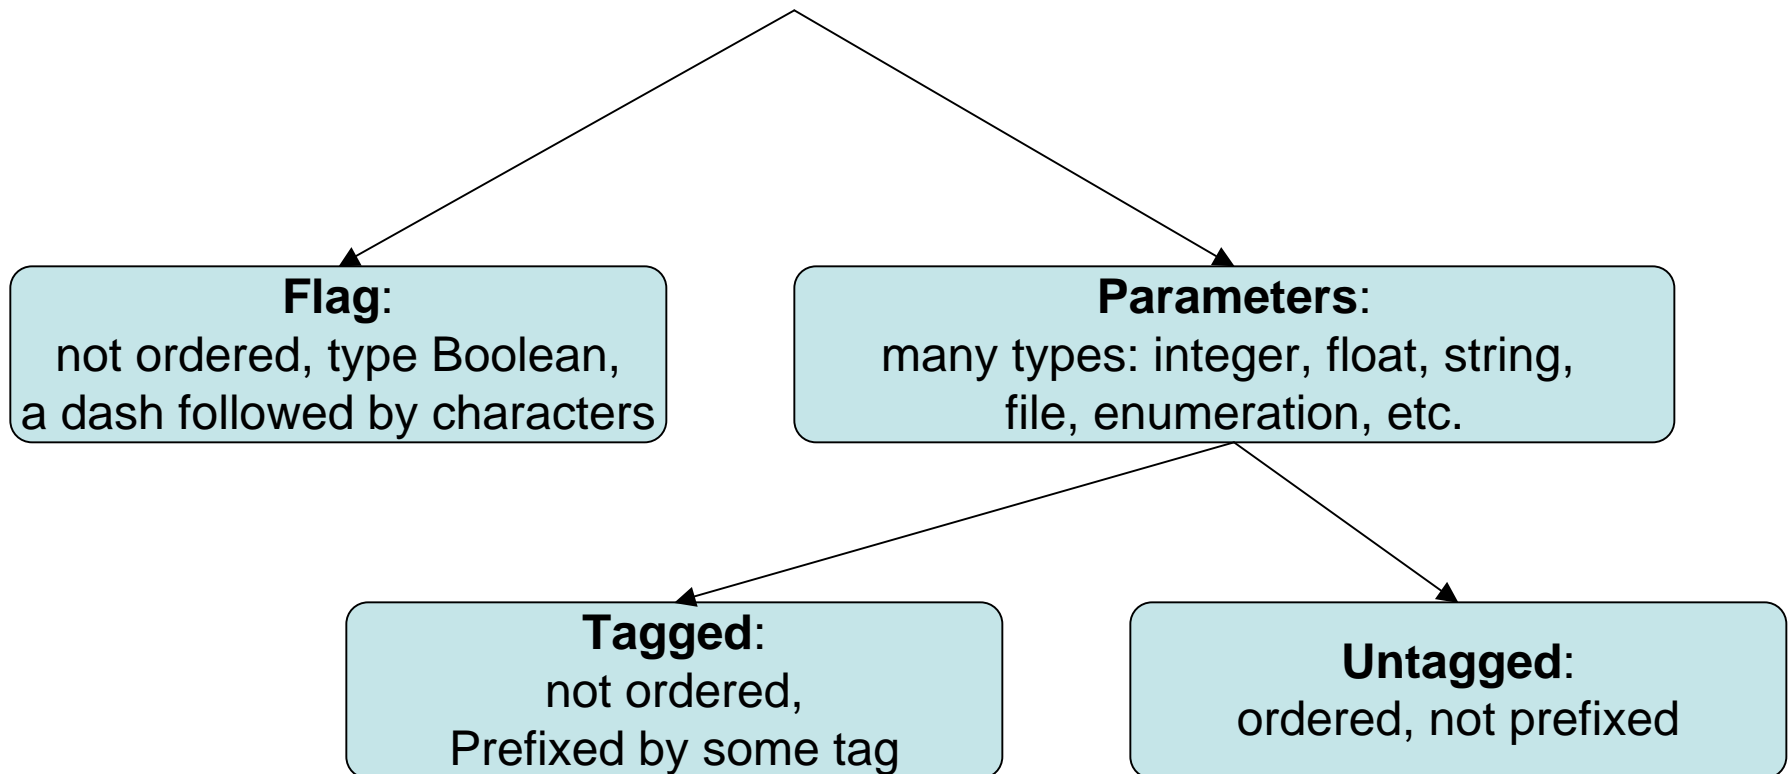 Flag:
not ordered, type Boolean,
a dash followed by characters
Parameters:
many types: integer, float, string,
file, enumeration, etc.
Tagged:
not ordered,
Prefixed by some tag
Untagged:
ordered, not prefixed